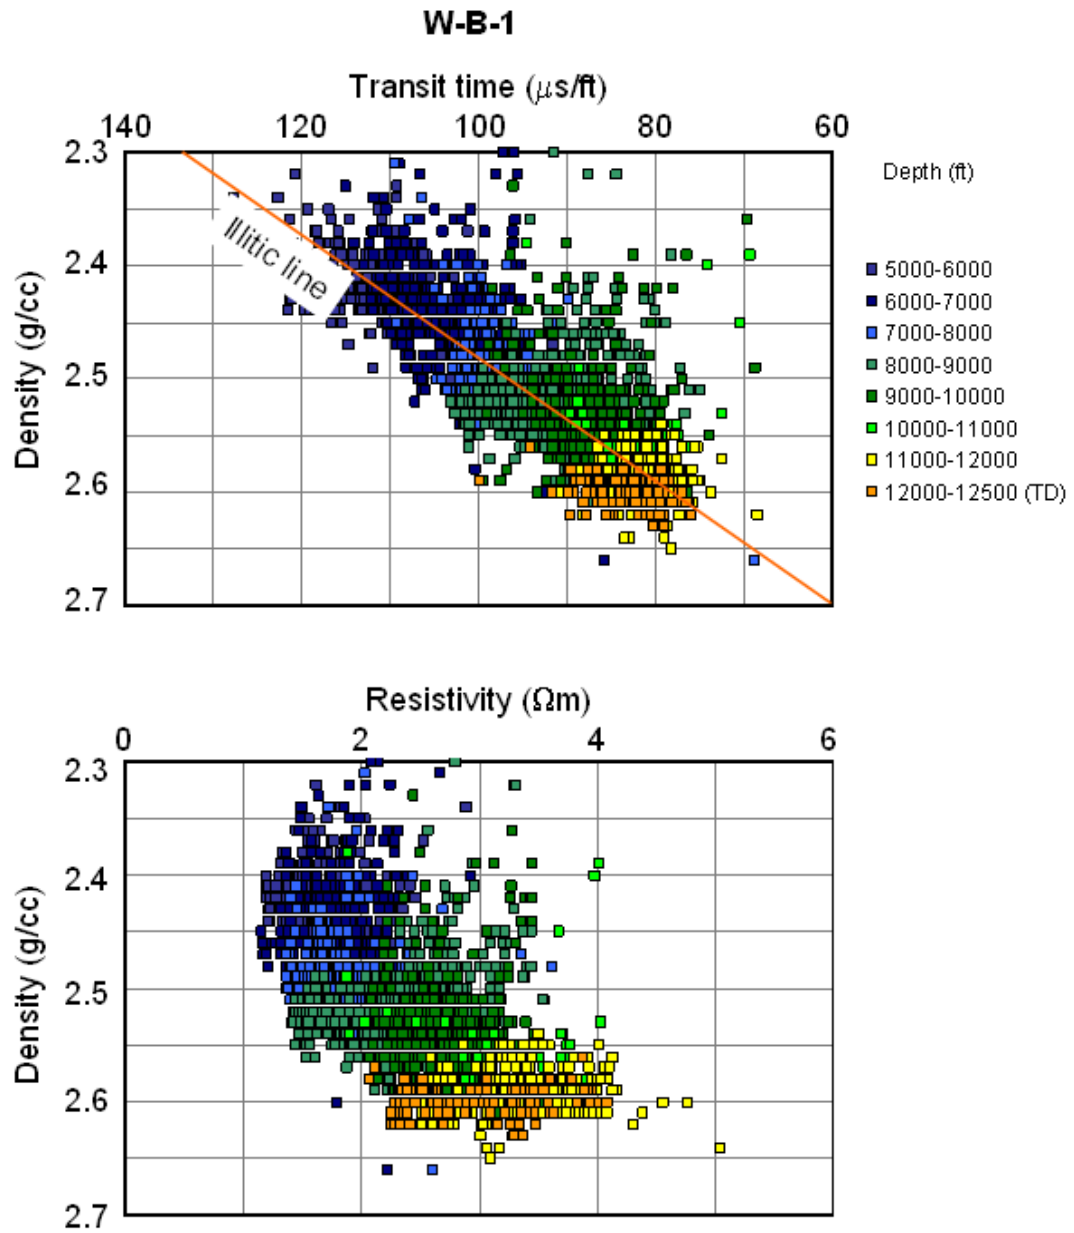 W-B-1
Transit time (μs/ft)
140 120 100 80 60
2.3
2.4
2.5
2.6
2.7
Density (g/cc)
Illitic line
Depth (ft)
5000-6000
6000-7000
7000-8000
8000-9000
9000-10000
10000-11000
11000-12000
12000-12500 (TD)
Resistivity (Ωm)
0 2 4 6
2.3
2.4
2.5
2.6
2.7
Density (g/cc)